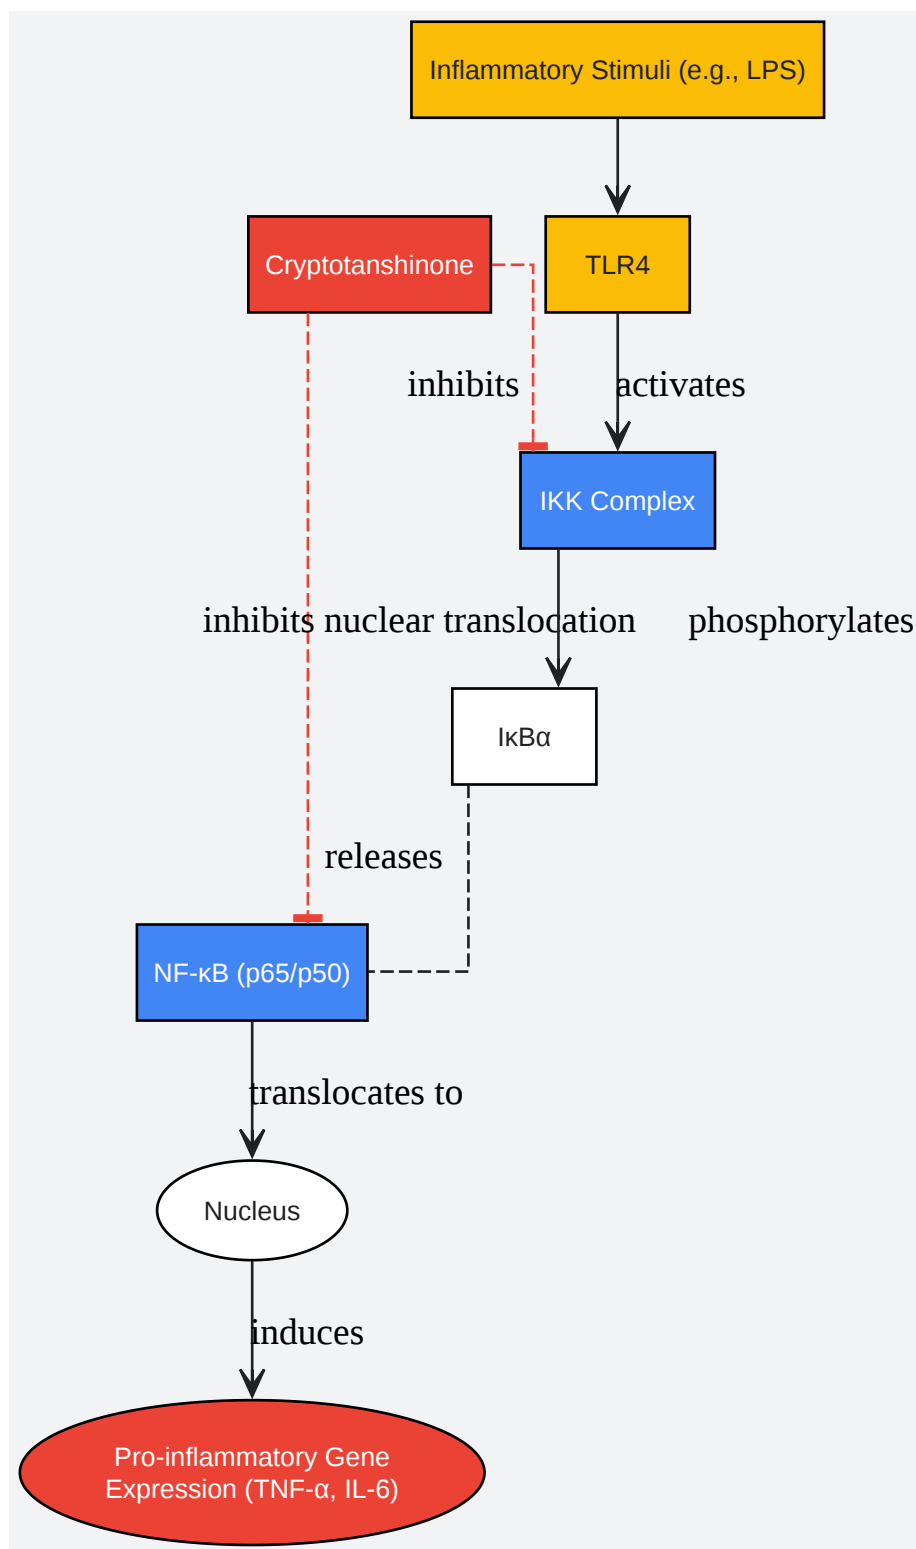 Inflammatory Stimuli (e.g., LPS)
Cryptotanshinone
TLR4
inhibits
activates
IKK Complex
inhibits nuclear translocation
phosphorylates
IκBα
releases
NF-κB (p65/p50)
translocates to
Nucleus
induces
Pro-inflammatory Gene
Expression (TNF-α, IL-6)